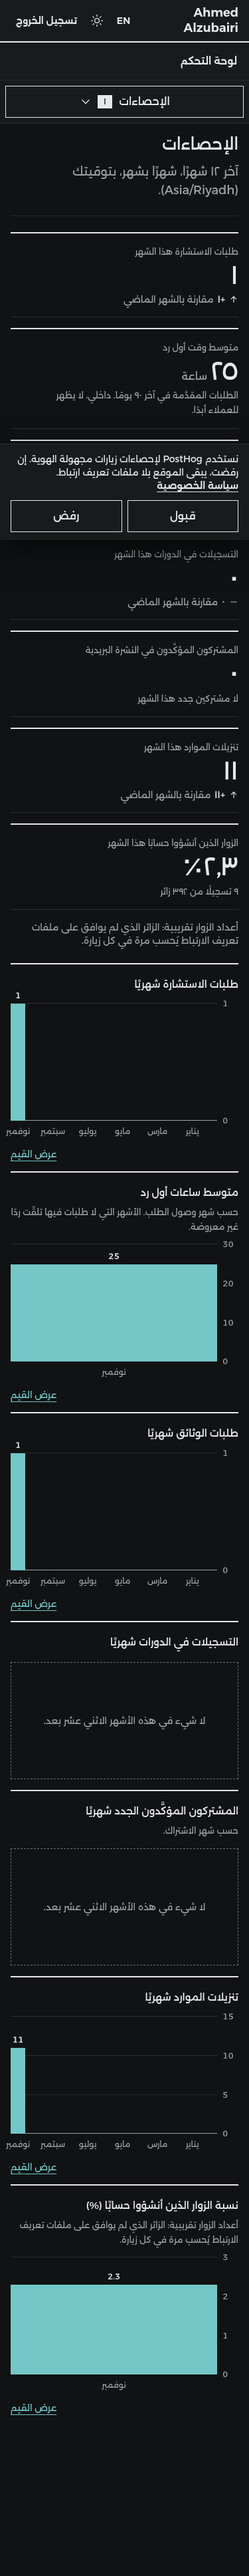 Ahmed
Alzubairi
EN
تسجيل الخروج
لوحة التحكم
الإحصاءات ١
الإحصاءات
آخر ١٢ شهرًا، شهرًا بشهر، بتوقيتك
(Asia/Riyadh).
طلبات الاستشارة هذا الشهر
١
↑ +١ مقارنة بالشهر الماضي
متوسط وقت أول رد
٢٥ ساعة
الطلبات المقدَّمة في آخر ٩٠ يومًا. داخلي، لا يظهر
للعملاء أبدًا.
نستخدم PostHog لإحصاءات زيارات مجهولة الهوية. إن
رفضت، يبقى الموقع بلا ملفات تعريف ارتباط.
سياسة الخصوصية
قبول
رفض
التسجيلات في الدورات هذا الشهر
٠
— ٠ مقارنة بالشهر الماضي
المشتركون المؤكَّدون في النشرة البريدية
٠
لا مشتركين جدد هذا الشهر
تنزيلات الموارد هذا الشهر
١١
↑ +١١ مقارنة بالشهر الماضي
الزوار الذين أنشؤوا حسابًا هذا الشهر
٢,٣٪
٩ تسجيلًا من ٣٩٢ زائر
أعداد الزوار تقريبية: الزائر الذي لم يوافق على ملفات
تعريف الارتباط يُحسب مرة في كل زيارة.
طلبات الاستشارة شهريًا
1
1
0
يناير مارس مايو يوليو سبتمبر نوفمبر
عرض القيم
متوسط ساعات أول رد
حسب شهر وصول الطلب. الأشهر التي لا طلبات فيها تلقَّت ردًا
غير معروضة.
30
25
20
10
0
نوفمبر
عرض القيم
طلبات الوثائق شهريًا
1
1
0
يناير مارس مايو يوليو سبتمبر نوفمبر
عرض القيم
التسجيلات في الدورات شهريًا
لا شيء في هذه الأشهر الاثني عشر بعد.
المشتركون المؤكَّدون الجدد شهريًا
حسب شهر الاشتراك.
لا شيء في هذه الأشهر الاثني عشر بعد.
تنزيلات الموارد شهريًا
15
11
10
5
0
يناير مارس مايو يوليو سبتمبر نوفمبر
عرض القيم
نسبة الزوار الذين أنشؤوا حسابًا (%)
أعداد الزوار تقريبية: الزائر الذي لم يوافق على ملفات تعريف
الارتباط يُحسب مرة في كل زيارة.
3
2.3
2
1
0
نوفمبر
عرض القيم